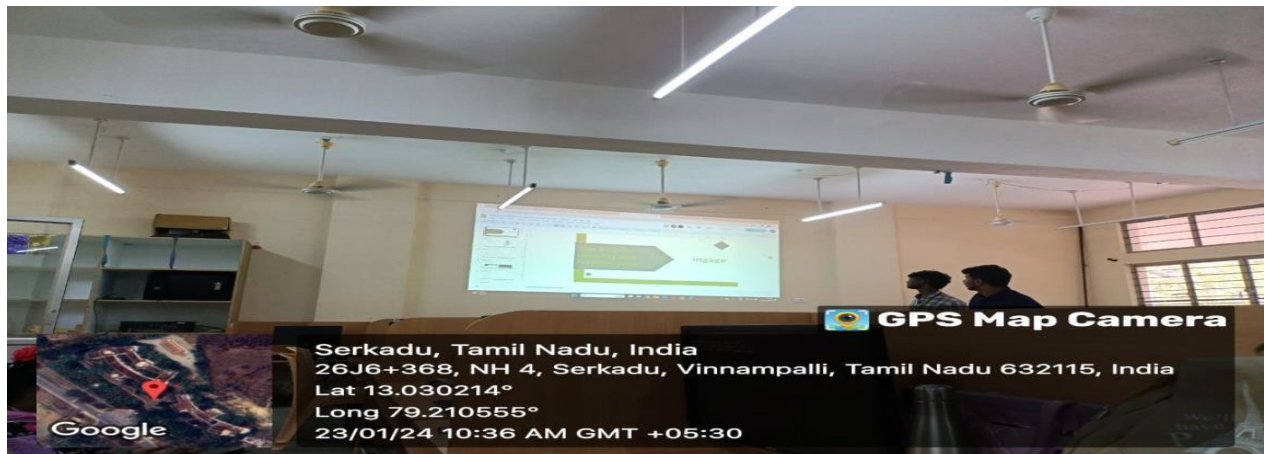 Ingage
GPS Map Camera
Serkadu, Tamil Nadu, India
26J6+368, NH 4, Serkadu, Vinnampalli, Tamil Nadu 632115, India
Lat 13.030214°
Long 79.210555°
23/01/24 10:36 AM GMT +05:30
Google